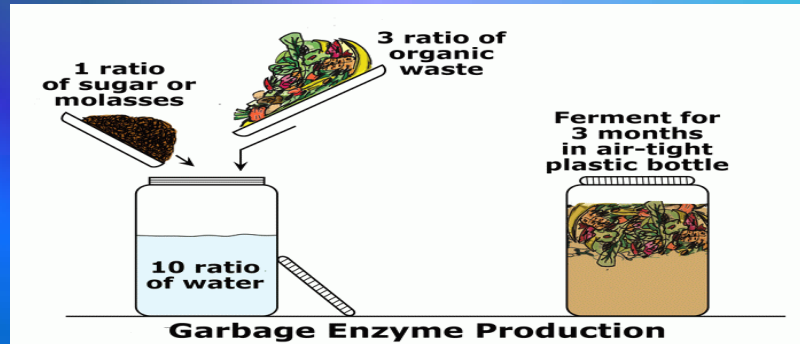 1 ratio
of sugar or
molasses
3 ratio of
organic
waste
10 ratio
of water
Ferment for
3 months
in air-tight
plastic bottle
Garbage Enzyme Production